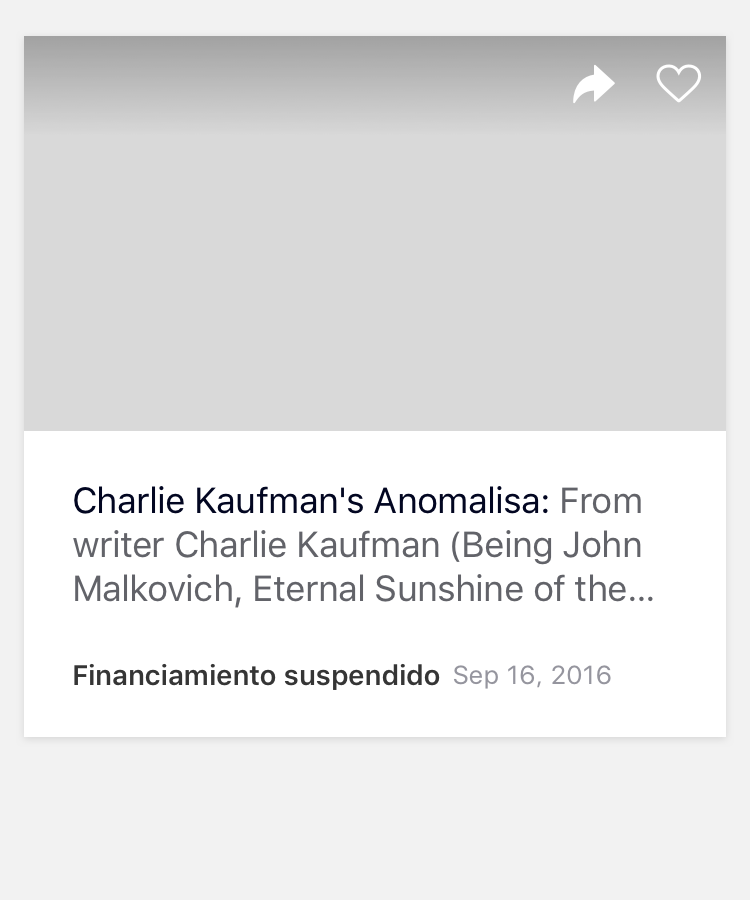 Charlie Kaufman's Anomalisa: From
writer Charlie Kaufman (Being John
Malkovich, Eternal Sunshine of the...
Financiamiento suspendido Sep 16, 2016